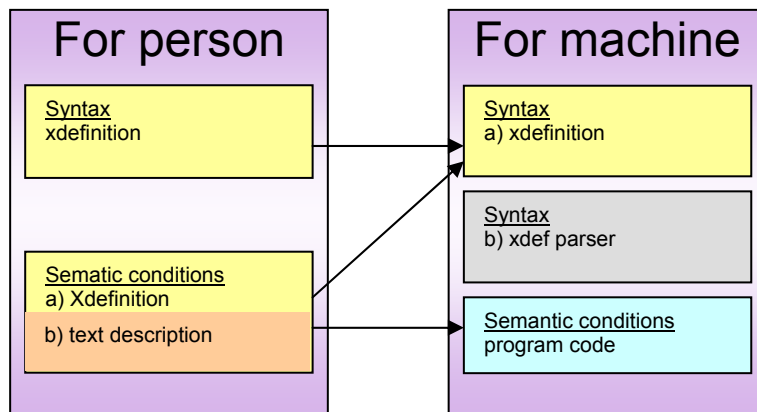 For person
Syntax
xdefinition
Sematic conditions
a) Xdefinition
b) text description
For machine
Syntax
a) xdefinition
Syntax
b) xdef parser
Semantic conditions
program code